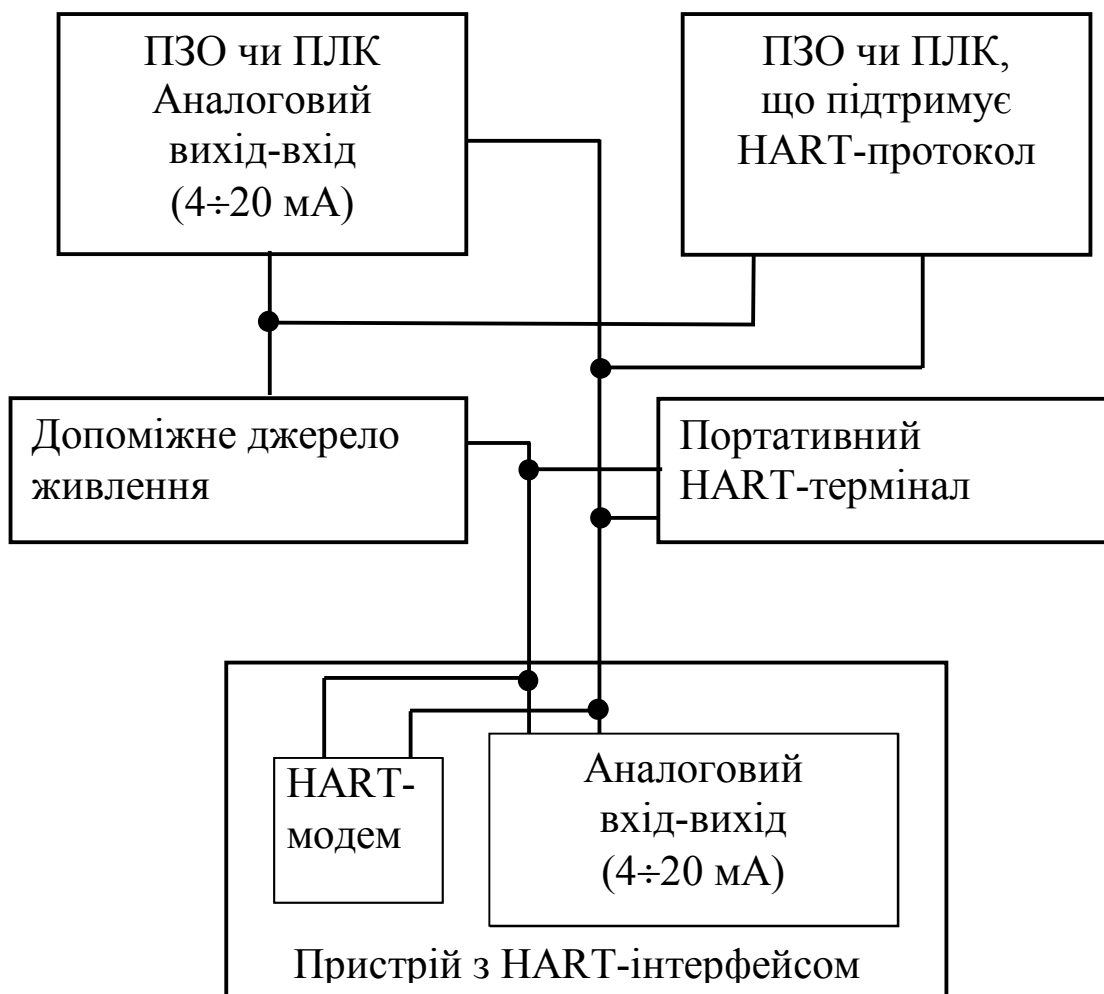 ПЗО чи ПЛК
Аналоговий
вихід-вхід
(4÷20 мА)
ПЗО чи ПЛК,
що підтримує
HART-протокол
Допоміжне джерело
живлення
Портативний
HART-термінал
HART-
модем
Аналоговий
вхід-вихід
(4÷20 мА)
Пристрій з HART-інтерфейсом